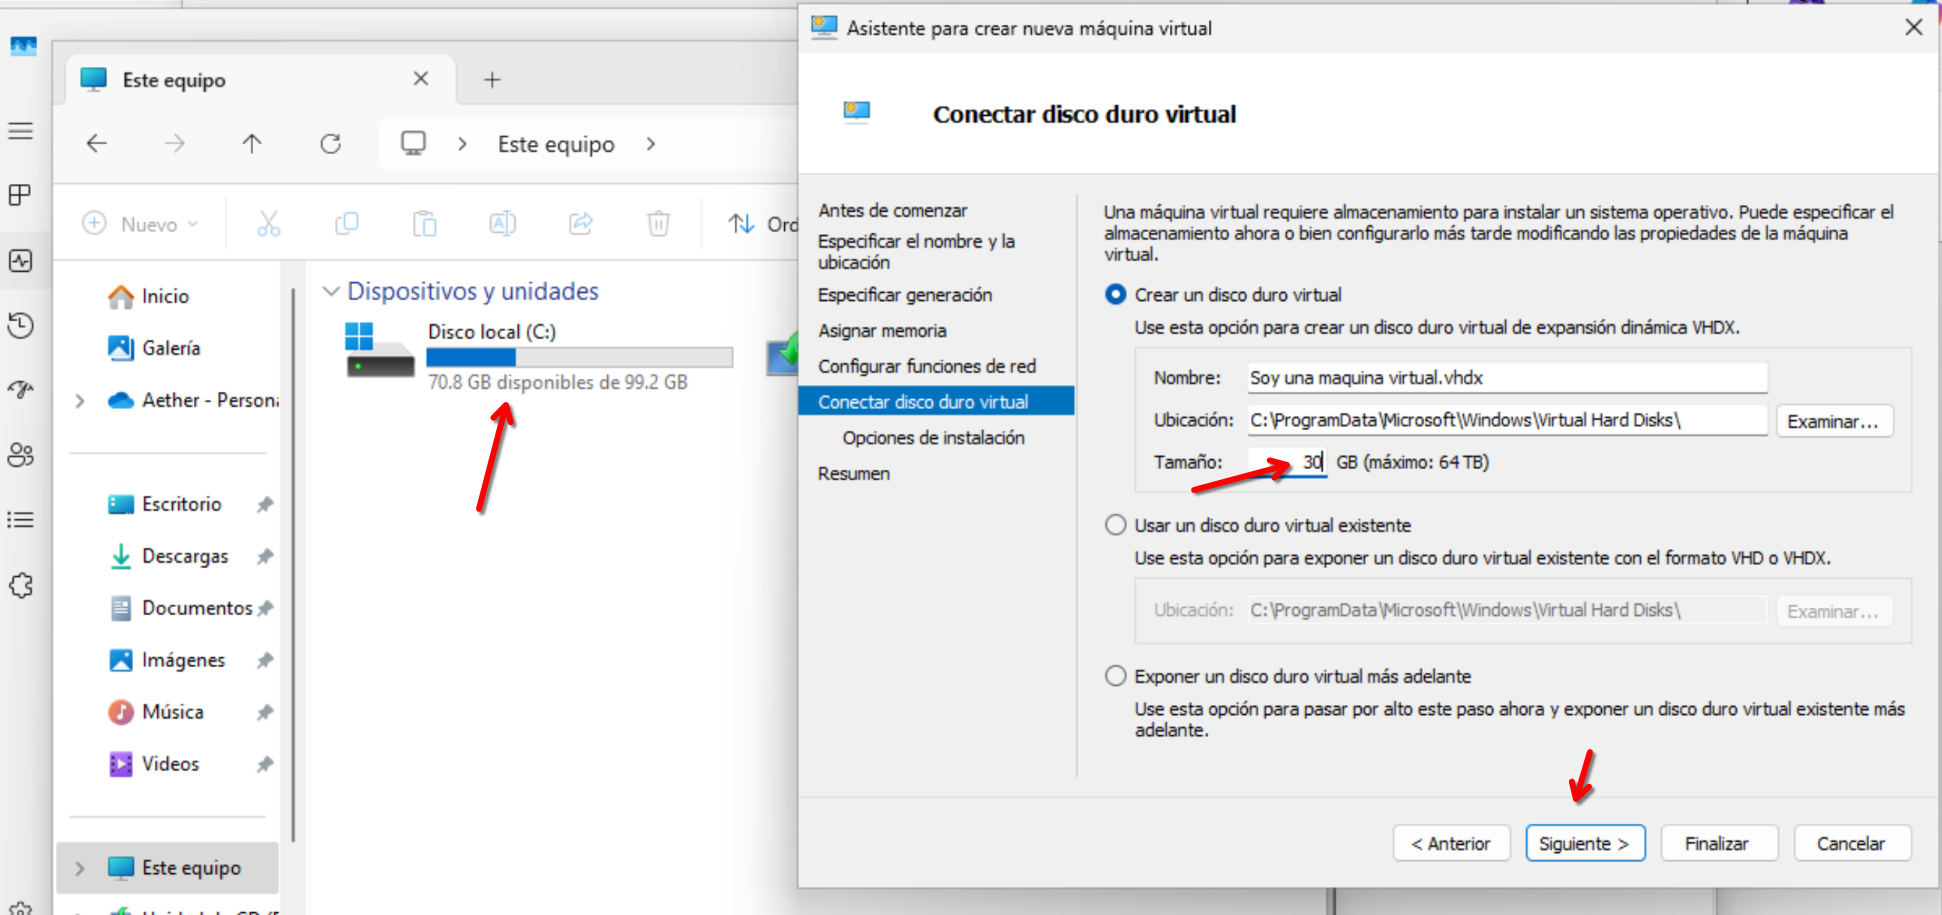 Este equipo
Este equipo
Nuevo
Ord
Inicio
Galería
Aether - Persona
Escritorio
Descargas
Documentos
Imágenes
Música
Videos
Este equipo
Dispositivos y unidades
Disco local (C:)
70.8 GB disponibles de 99.2 GB
Asistente para crear nueva máquina virtual
Conectar disco duro virtual
Antes de comenzar
Especificar el nombre y la
ubicación
Especificar generación
Asignar memoria
Configurar funciones de red
Conectar disco duro virtual
Opciones de instalación
Resumen
Una máquina virtual requiere almacenamiento para instalar un sistema operativo. Puede especificar el
almacenamiento ahora o bien configurarlo más tarde modificando las propiedades de la máquina
virtual.
Crear un disco duro virtual
Use esta opción para crear un disco duro virtual de expansión dinámica VHDX.
Nombre: Soy una maquina virtual.vhdx
Ubicación: C:\ProgramData\Microsoft\Windows\Virtual Hard Disks\ Examinar...
Tamaño: 30 GB (máximo: 64 TB)
Usar un disco duro virtual existente
Use esta opción para exponer un disco duro virtual existente con el formato VHD o VHDX.
Ubicación: C:\ProgramData\Microsoft\Windows\Virtual Hard Disks\ Examinar...
Exponer un disco duro virtual más adelante
Use esta opción para pasar por alto este paso ahora y exponer un disco duro virtual existente más
adelante.
< Anterior Siguiente > Finalizar Cancelar